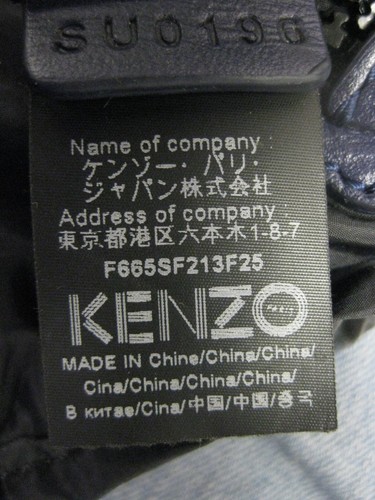 SU0196
Name of company :
ケンゾー・パリ・
ジャパン株式会社
Address of company :
東京都港区六本木1-8-7
F665SF213F25
KENZO
PARIS
MADE IN Chine/China/China/
Cina/China/China/China/
В китае/Cina/中国/中国/중국